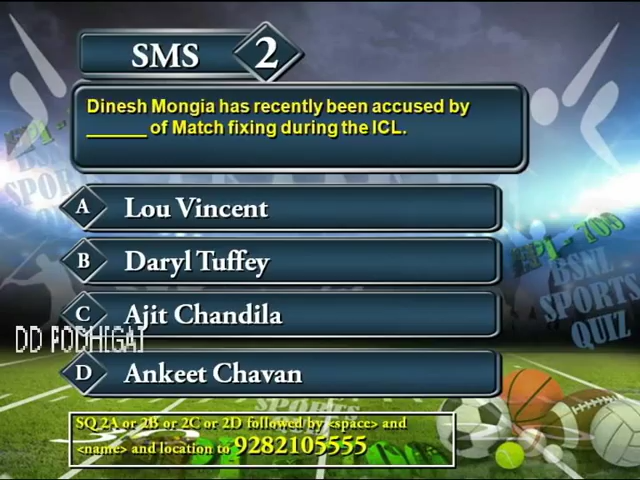 SMS 2
Dinesh Mongia has recently been accused by
______ of Match fixing during the ICL.
A Lou Vincent
B Daryl Tuffey
C Ajit Chandila
DD PODHIGAI
D Ankeet Chavan
SQ 2A or 2B or 2C or 2D followed by <space> and
<name> and location to 9282105555
EPI - 700
BSNL
SPORTS
QUIZ